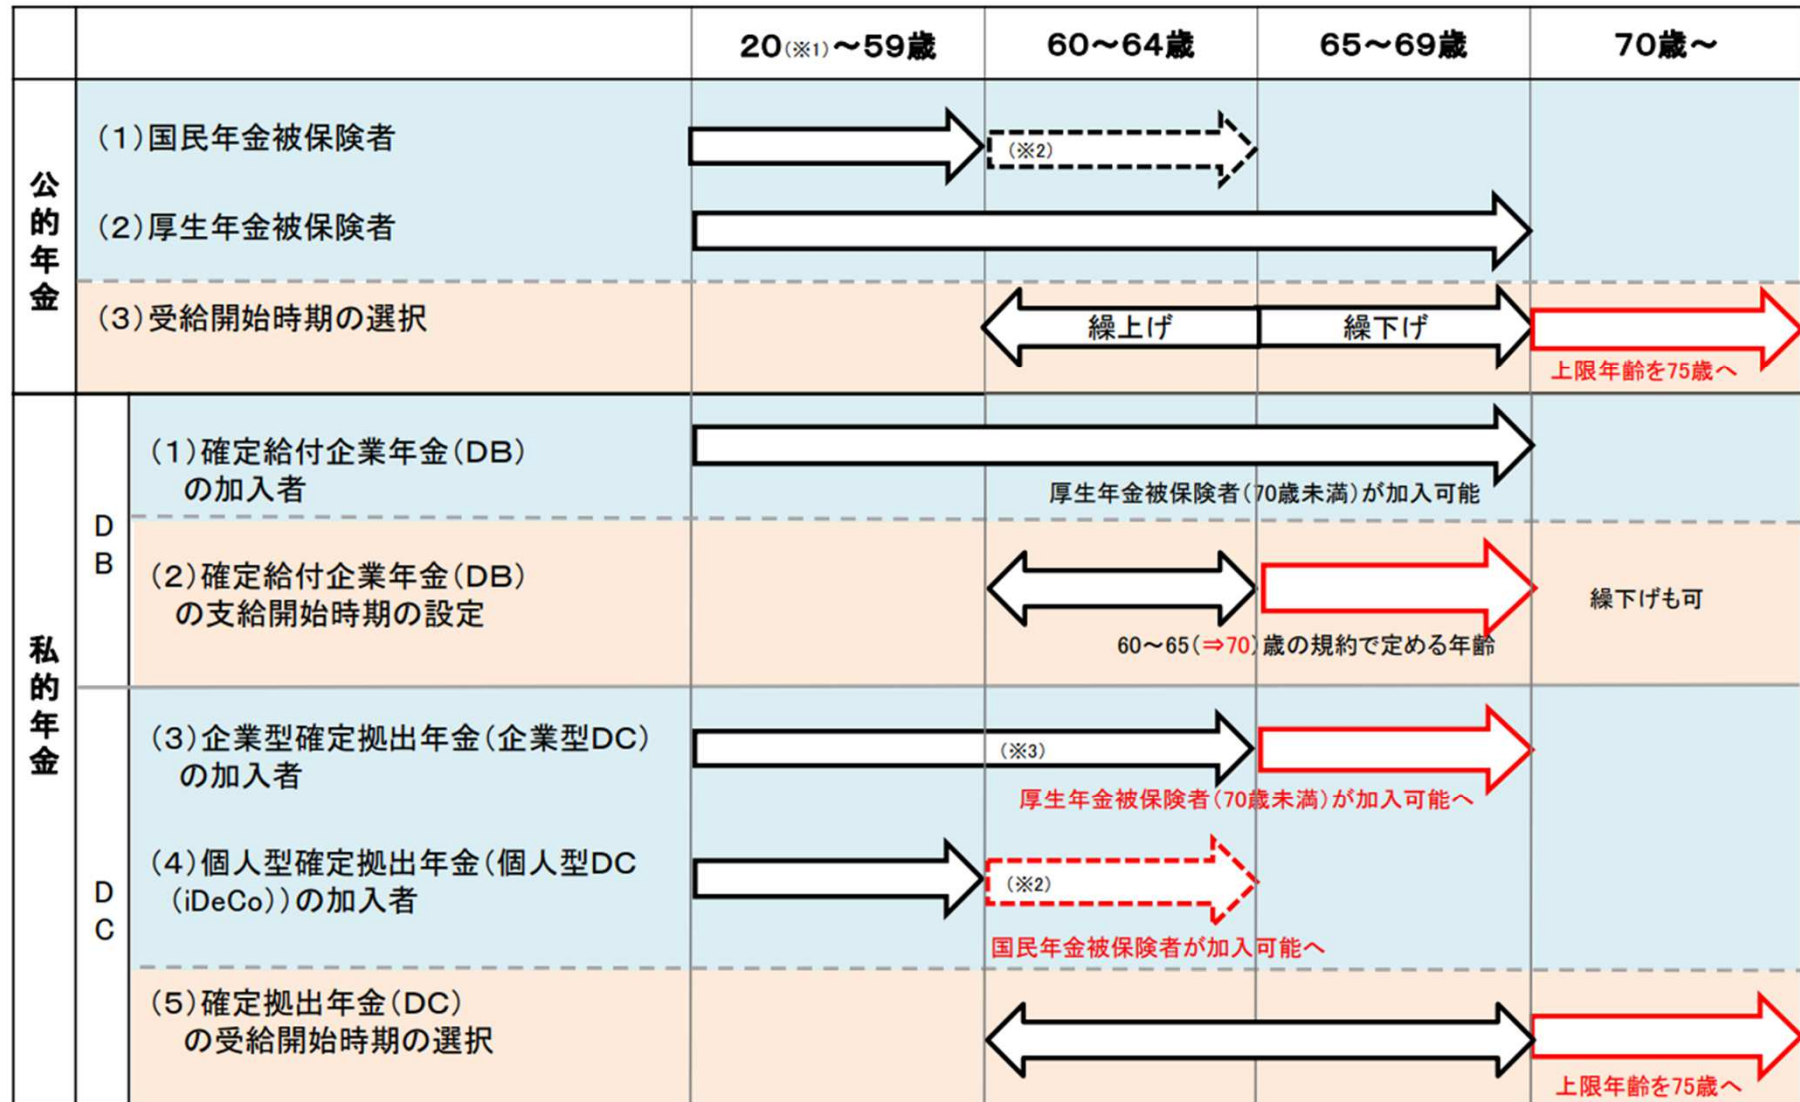 20(※1)～59歳
60～64歳
65～69歳
70歳～
公的年金
(1)国民年金被保険者
(※2)
(2)厚生年金被保険者
(3)受給開始時期の選択
繰上げ
繰下げ
上限年齢を75歳へ
私的年金
DB
(1)確定給付企業年金(DB)
の加入者
厚生年金被保険者(70歳未満)が加入可能
(2)確定給付企業年金(DB)
の支給開始時期の設定
繰下げも可
60～65(⇒70)歳の規約で定める年齢
DC
(3)企業型確定拠出年金(企業型DC)
の加入者
(※3)
厚生年金被保険者(70歳未満)が加入可能へ
(4)個人型確定拠出年金(個人型DC
(iDeCo))の加入者
(※2)
国民年金被保険者が加入可能へ
(5)確定拠出年金(DC)
の受給開始時期の選択
上限年齢を75歳へ